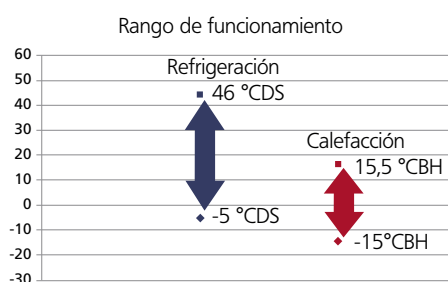 Rango de funcionamiento
60
50
40
30
20
10
0
-10
-20
-30
Refrigeración
46 °CDS
-5 °CDS
Calefacción
15,5 °CBH
-15°CBH